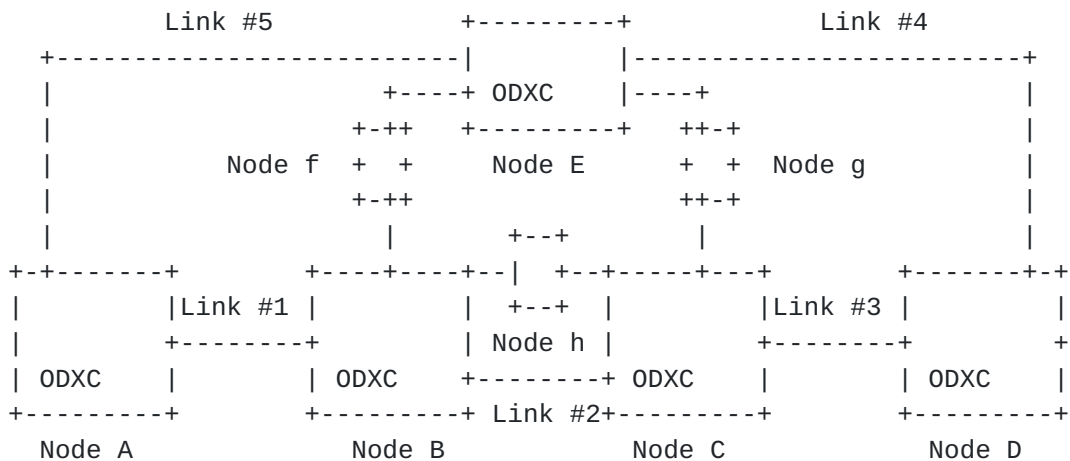 Link #5 +---------+ Link #4
+--------------------------| |-------------------------+
| +----+ ODXC |----+ |
| +-++ +---------+ ++-+ |
| Node f + + Node E + + Node g |
| +-++ ++-+ |
| | +--+ | |
+-+-------+ +----+----+--| +--+-----+---+ +-------+-+
| |Link #1 | | +--+ | |Link #3 | |
| +--------+ | Node h | +--------+ +
| ODXC | | ODXC +--------+ ODXC | | ODXC |
+---------+ +---------+ Link #2+---------+ +---------+
Node A Node B Node C Node D